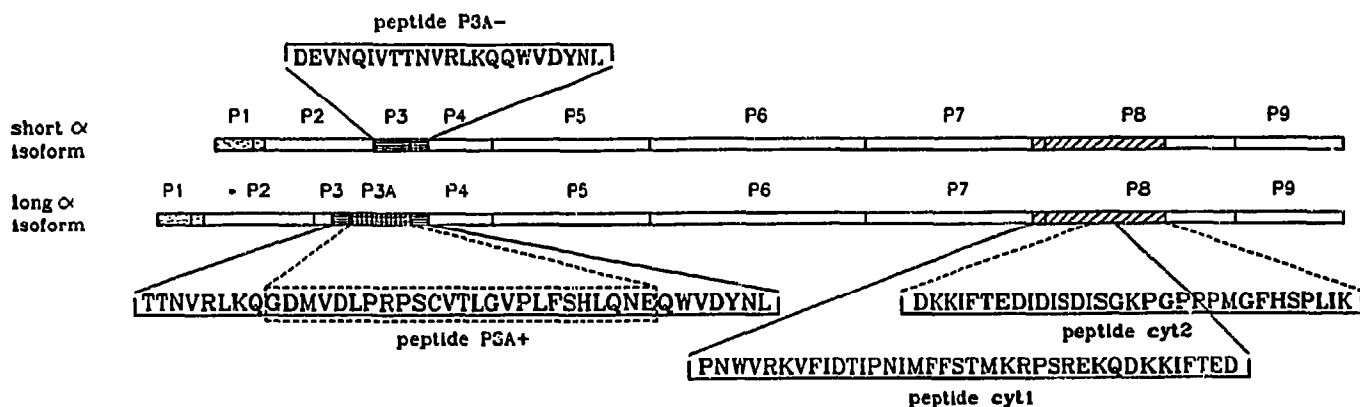 peptide P3A-
DEVNQIVTTNVRLKQQWVDYNL
P1 P2 P3 P4 P5 P6 P7 P8 P9
short α
isoform
P1 P2 P3 P3A P4 P5 P6 P7 P8 P9
long α
isoform
TTNVRLKQGDMVDLPRPSCVTLGVPLFSHLQNEQWVDYNL
peptide P3A+
DKKIFTEDIDISDISGKPGPRPMGFHSPLIK
peptide cyt2
PNWVRKVFIDTIPNIMFFSTMKRPSREKQDKKIFTED
peptide cyt1